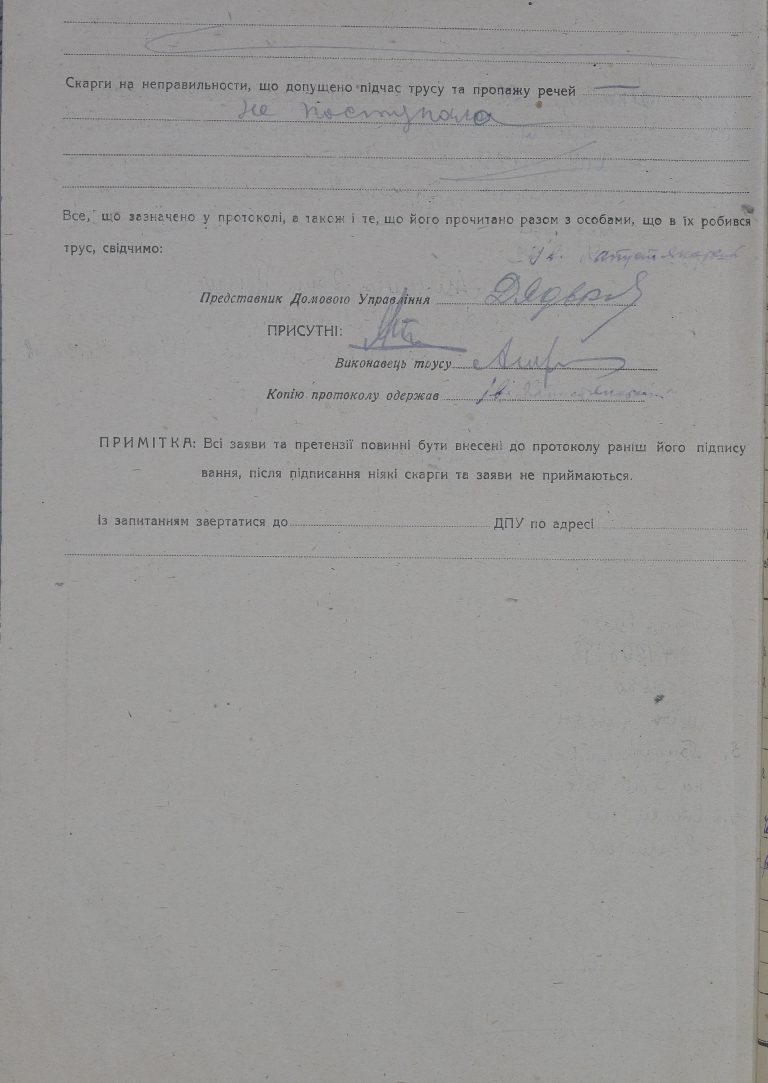 Скарги на неправильности, що допущено підчас трусу та пропажу речей
не поступало
Все, що зазначено у протоколі, а також і те, що його прочитано разом з особами, що в їх робився
трус, свідчимо:
Представник Домового Управління
ПРИСУТНІ:
Виконавець трусу
Копію протоколу одержав
ПРИМІТКА: Всі заяви та претензії повинні бути внесені до протоколу раніш його підпису
вання, після підписання ніякі скарги та заяви не приймаються.
Із запитанням звертатися до ДПУ по адресі